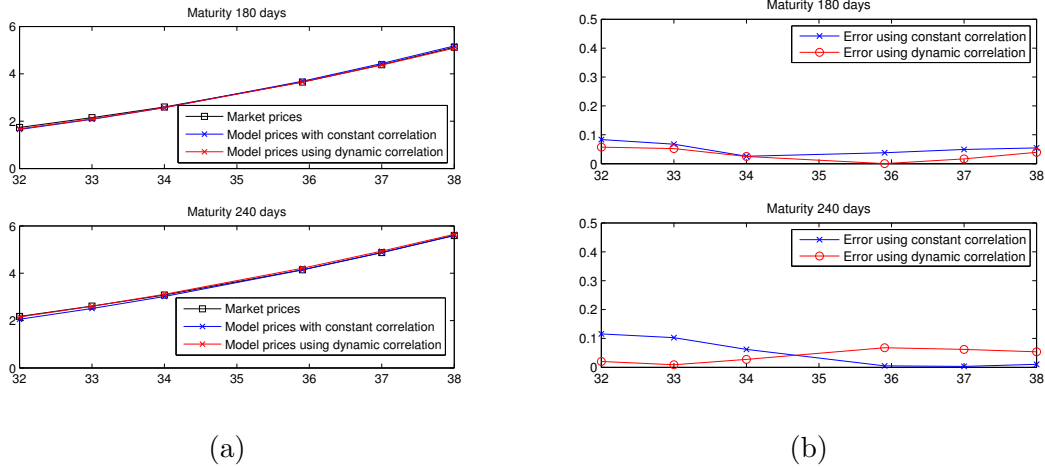 Maturity 180 days
6
4
2
0
32 33 34 35 36 37 38
Market prices
Model prices with constant correlation
Model prices using dynamic correlation
Maturity 240 days
6
4
2
0
32 33 34 35 36 37 38
Market prices
Model prices with constant correlation
Model prices using dynamic correlation
(a)
Maturity 180 days
0.5
0.4
0.3
0.2
0.1
0
32 33 34 35 36 37 38
Error using constant correlation
Error using dynamic correlation
Maturity 240 days
0.5
0.4
0.3
0.2
0.1
0
32 33 34 35 36 37 38
Error using constant correlation
Error using dynamic correlation
(b)